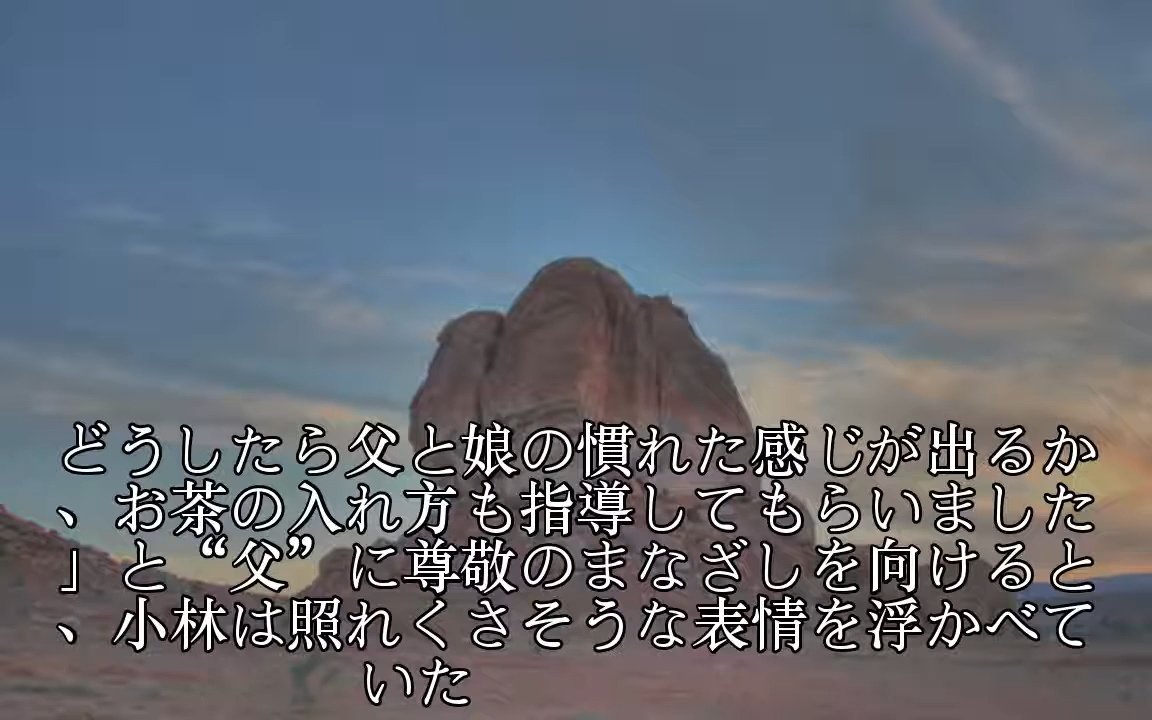 どうしたら父と娘の慣れた感じが出るか
、お茶の入れ方も指導してもらいました
」と“父”に尊敬のまなざしを向けると
、小林は照れくさそうな表情を浮かべて
いた